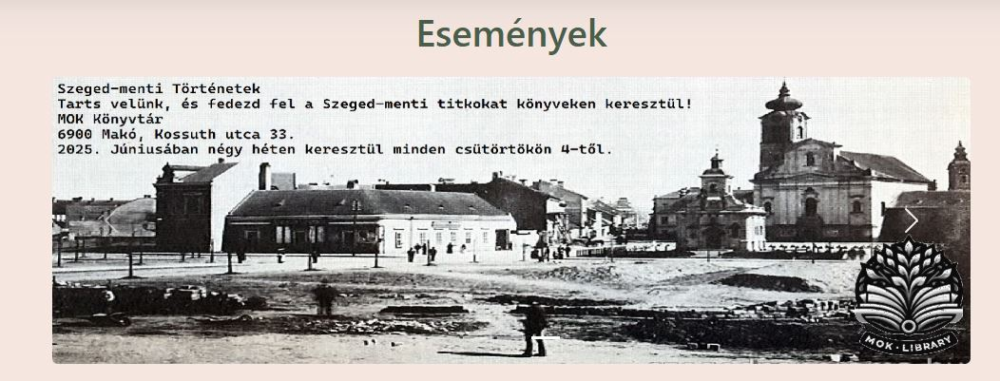 Események
Szeged-menti Történetek
Tarts velünk, és fedezd fel a Szeged-menti titkokat könyveken keresztül!
MOK Könyvtár
6900 Makó, Kossuth utca 33.
2025. Júniusában négy héten keresztül minden csütörtökön 4-től.
MOK · LIBRARY